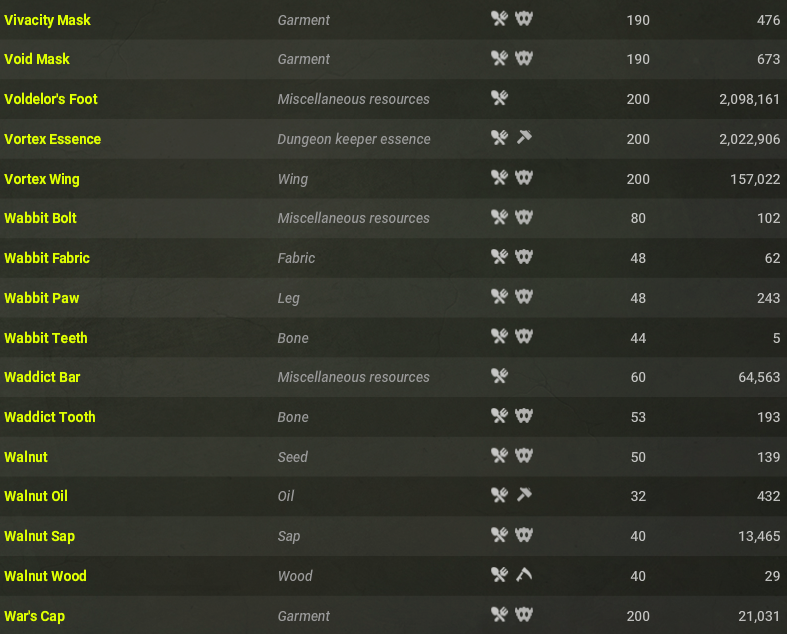 Vivacity Mask Garment 190 476
Void Mask Garment 190 673
Voldelor's Foot Miscellaneous resources 200 2,098,161
Vortex Essence Dungeon keeper essence 200 2,022,906
Vortex Wing Wing 200 157,022
Wabbit Bolt Miscellaneous resources 80 102
Wabbit Fabric Fabric 48 62
Wabbit Paw Leg 48 243
Wabbit Teeth Bone 44 5
Waddict Bar Miscellaneous resources 60 64,563
Waddict Tooth Bone 53 193
Walnut Seed 50 139
Walnut Oil Oil 32 432
Walnut Sap Sap 40 13,465
Walnut Wood Wood 40 29
War's Cap Garment 200 21,031